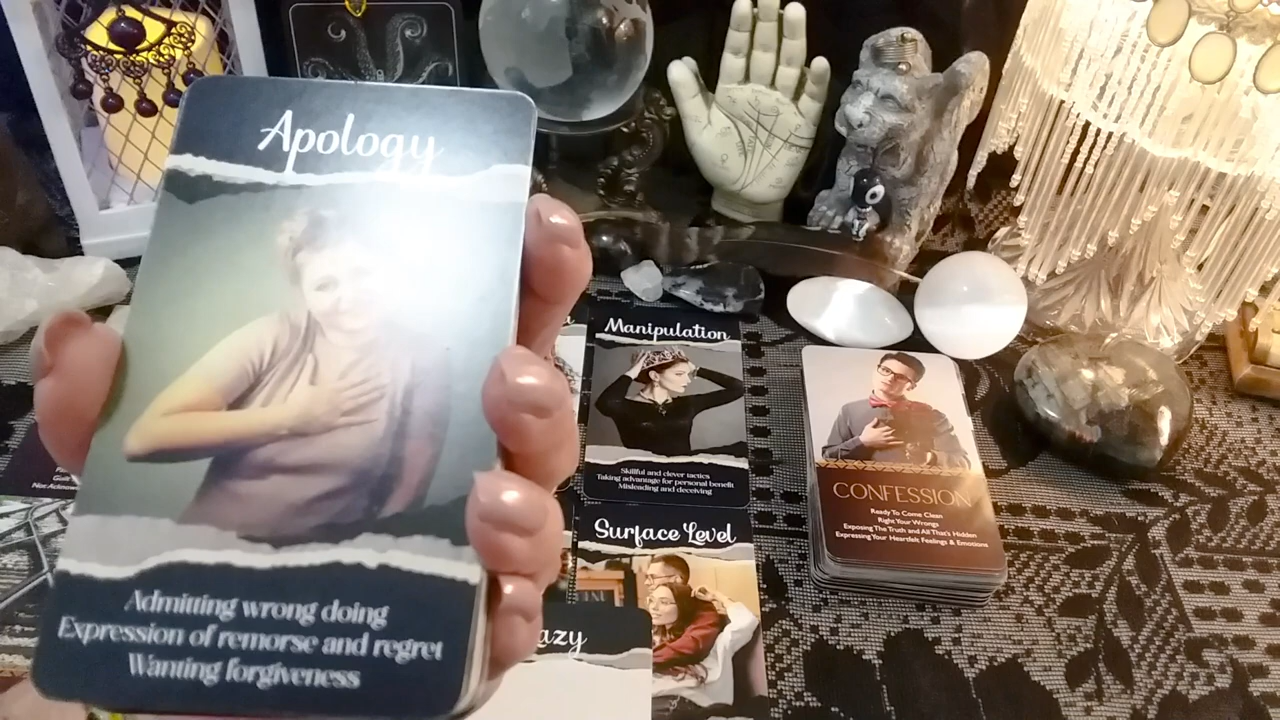 Apology
Admitting wrong doing
Expression of remorse and regret
Wanting forgiveness
Manipulation
Skillful and clever tactics
Taking advantage for personal benefit
Misleading and deceiving
Surface Level
azy
CONFESSION
Ready To Come Clean
Right Your Wrongs
Exposing The Truth and All That's Hidden
Expressing Your Heartfelt Feelings & Emotions